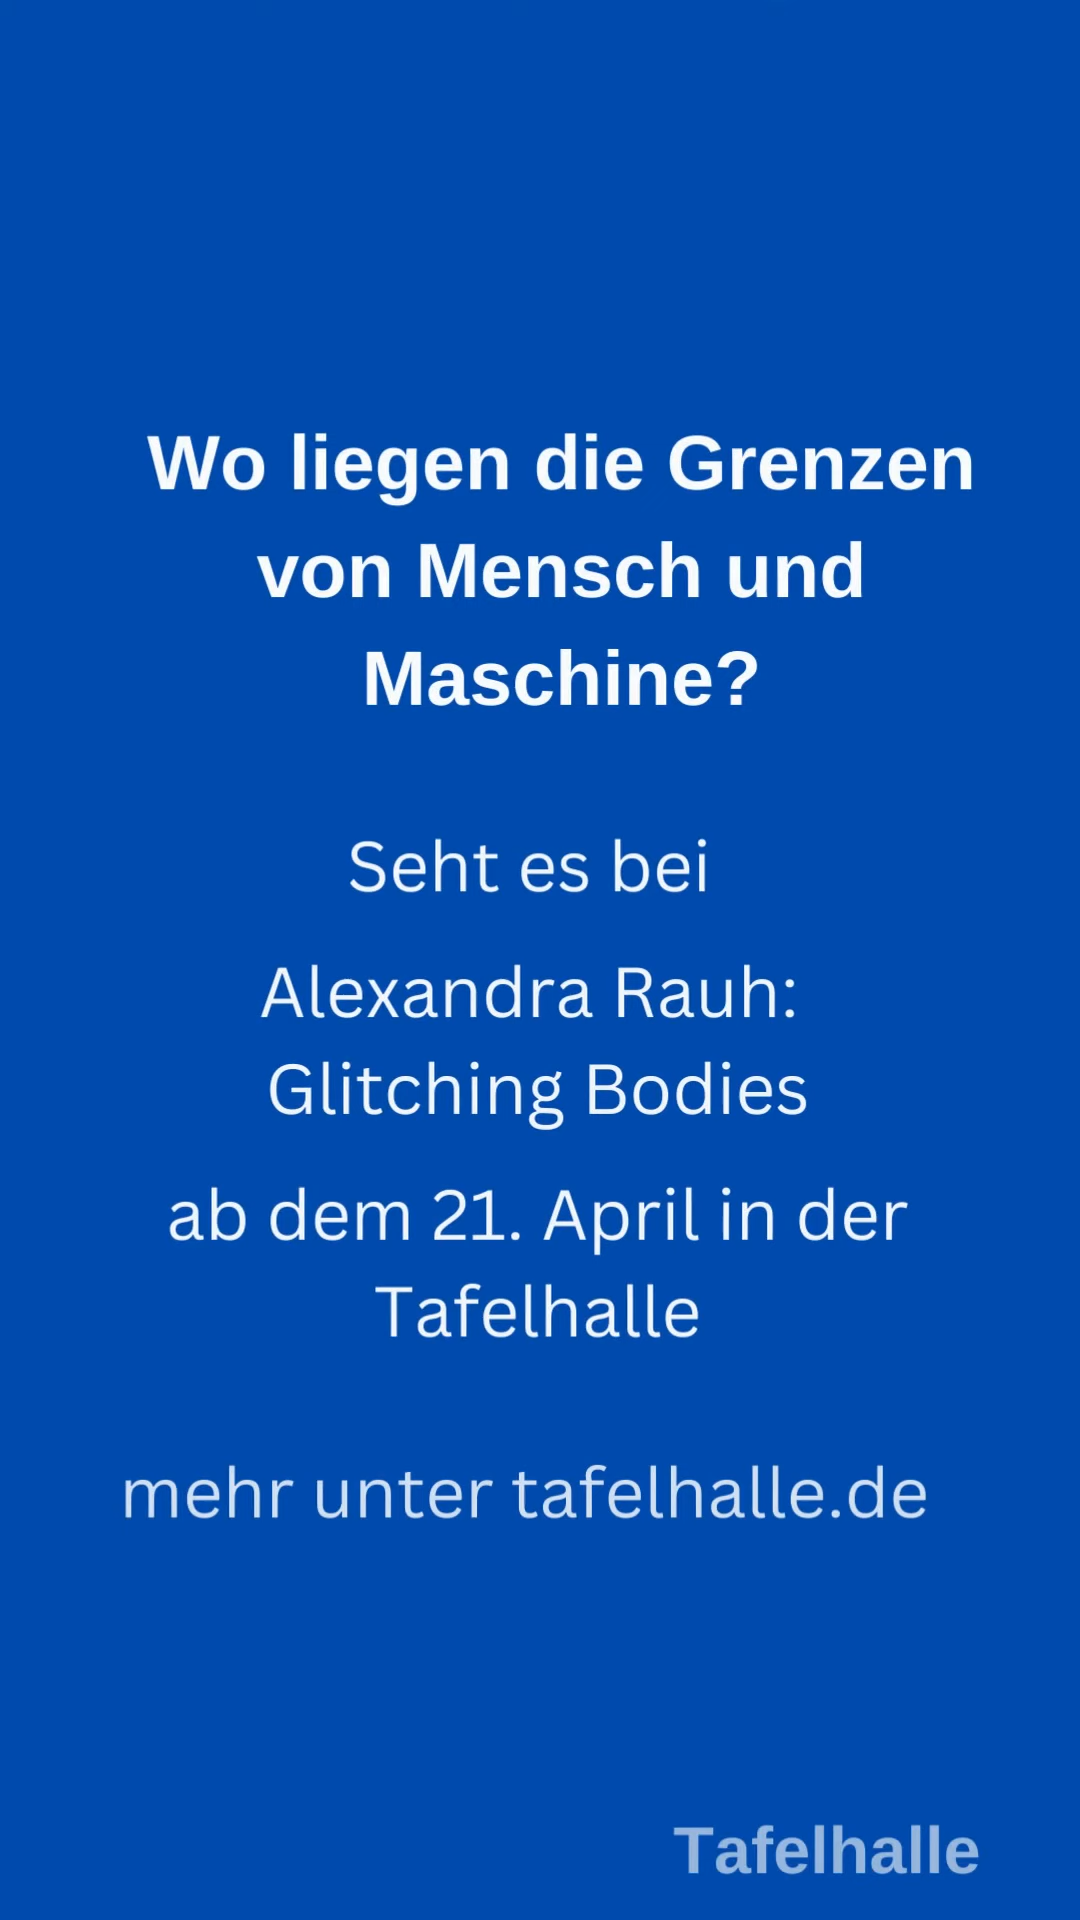 Wo liegen die Grenzen
von Mensch und
Maschine?
Seht es bei
Alexandra Rauh:
Glitching Bodies
ab dem 21. April in der
Tafelhalle
mehr unter tafelhalle.de
Tafelhalle